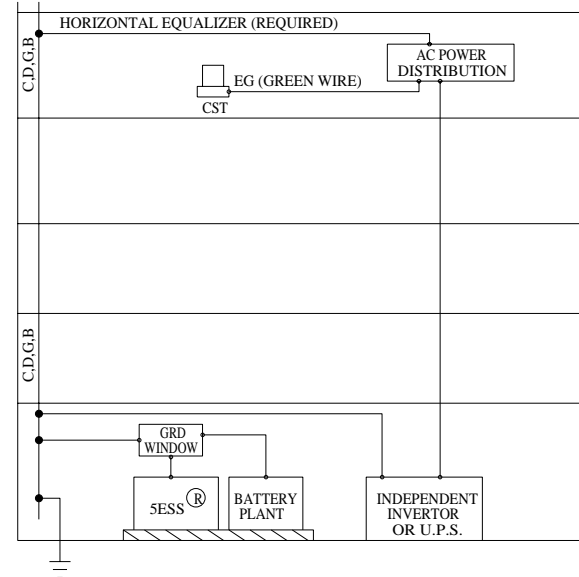 HORIZONTAL EQUALIZER (REQUIRED)
C,D,G,B
AC POWER
DISTRIBUTION
EG (GREEN WIRE)
CST
C,D,G,B
GRD
WINDOW
5ESS ®
BATTERY
PLANT
INDEPENDENT
INVERTOR
OR U.P.S.